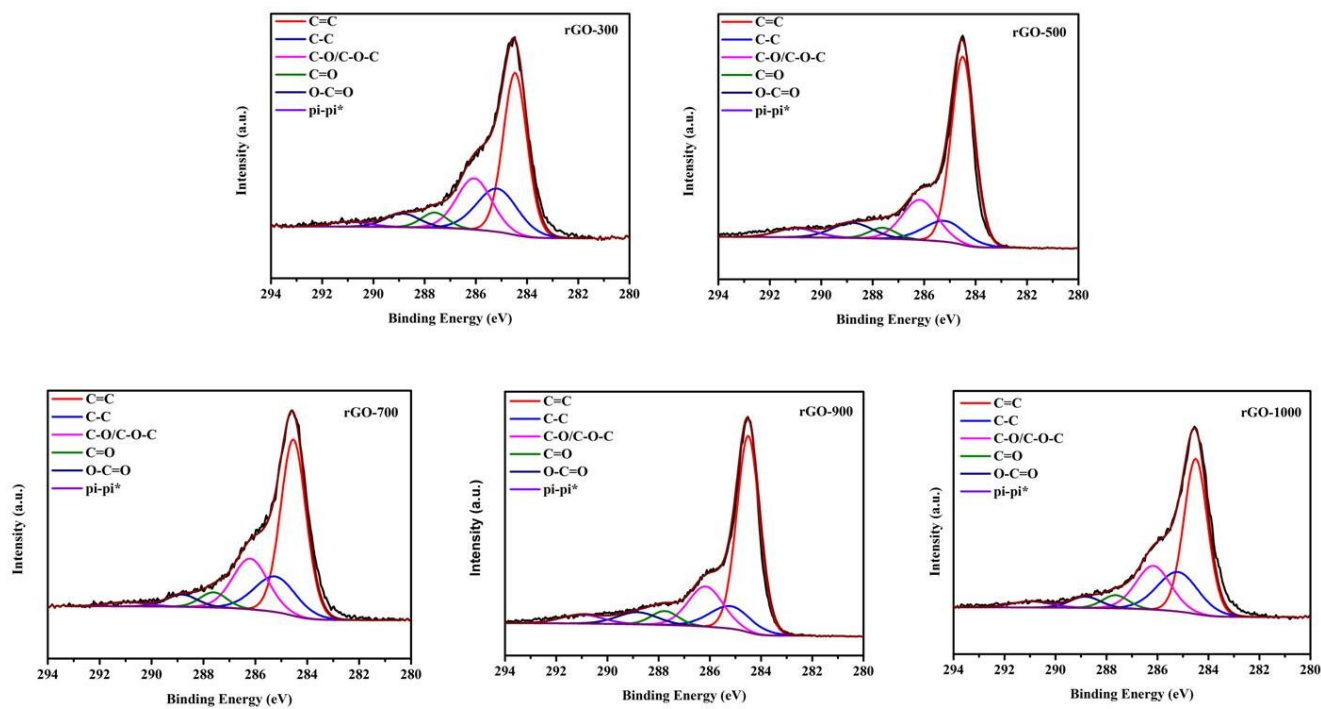 C=C
C-C
C-O/C-O-C
C=O
O-C=O
pi-pi*
rGO-300
Intensity (a.u.)
294 292 290 288 286 284 282 280
Binding Energy (eV)
C=C
C-C
C-O/C-O-C
C=O
O-C=O
pi-pi*
rGO-500
Intensity (a.u.)
294 292 290 288 286 284 282 280
Binding Energy (eV)
C=C
C-C
C-O/C-O-C
C=O
O-C=O
pi-pi*
rGO-700
Intensity (a.u.)
294 292 290 288 286 284 282 280
Binding Energy (eV)
C=C
C-C
C-O/C-O-C
C=O
O-C=O
pi-pi*
rGO-900
Intensity (a.u.)
294 292 290 288 286 284 282 280
Binding Energy (eV)
C=C
C-C
C-O/C-O-C
C=O
O-C=O
pi-pi*
rGO-1000
Intensity (a.u.)
294 292 290 288 286 284 282 280
Binding Energy (eV)